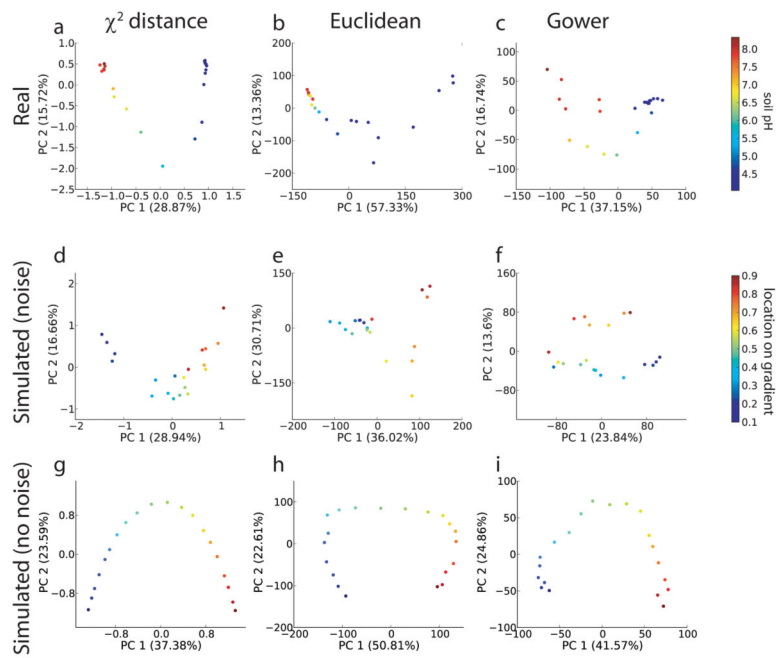 χ² distance
Euclidean
Gower
Real
a
1.0
0.5
0.0
−0.5
−1.0
−1.5
−2.0
−2.5
PC 2 (15.72%)
−1.5 −1.0 −0.5 0.0 0.5 1.0 1.5
PC 1 (28.87%)
b
200
100
0
−100
−200
−300
PC 2 (13.36%)
−150 0 150 300
PC 1 (57.33%)
c
100
50
0
−50
−100
PC 2 (16.74%)
−100 −50 0 50 100
PC 1 (37.15%)
8.0
7.5
7.0
6.5
6.0
5.5
5.0
4.5
soil pH
Simulated (noise)
d
2
1
0
−1
PC 2 (16.66%)
−2 −1 0 1
PC 1 (28.94%)
e
150
0
−150
PC 2 (30.71%)
−200 −100 0 100 200
PC 1 (36.02%)
f
160
80
0
−80
PC 2 (13.6%)
−80 0 80
PC 1 (23.84%)
0.9
0.8
0.7
0.6
0.5
0.4
0.3
0.2
0.1
location on gradient
Simulated (no noise)
g
0.8
0.0
−0.8
PC 2 (23.59%)
−0.8 0.0 0.8
PC 1 (37.38%)
h
200
100
0
−100
−200
PC 2 (22.61%)
−200 −100 0 100 200
PC 1 (50.81%)
i
100
50
0
−50
−100
PC 2 (24.86%)
−100 −50 0 50 100
PC 1 (41.57%)